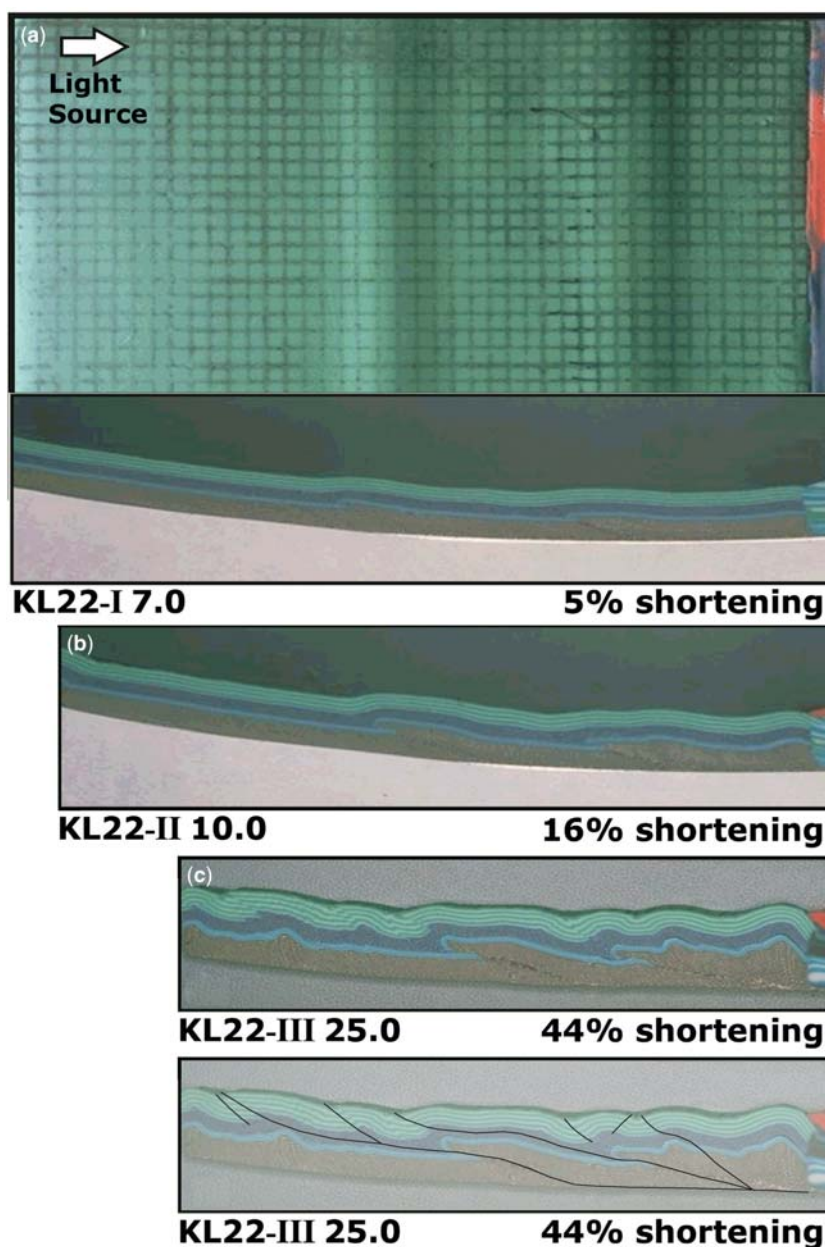 (a)
Light
Source
KL22-I 7.0 5% shortening
(b)
KL22-II 10.0 16% shortening
(c)
KL22-III 25.0 44% shortening
KL22-III 25.0 44% shortening